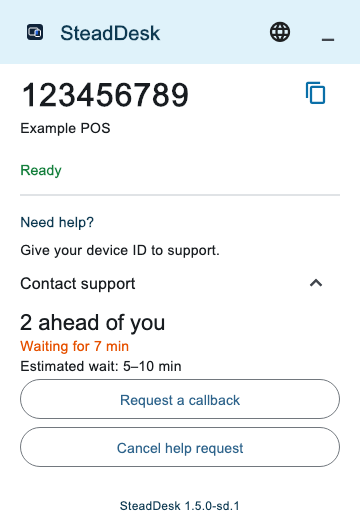 SteadDesk
123456789
Example POS
Ready
Need help?
Give your device ID to support.
Contact support
2 ahead of you
Waiting for 7 min
Estimated wait: 5–10 min
Request a callback
Cancel help request
SteadDesk 1.5.0-sd.1